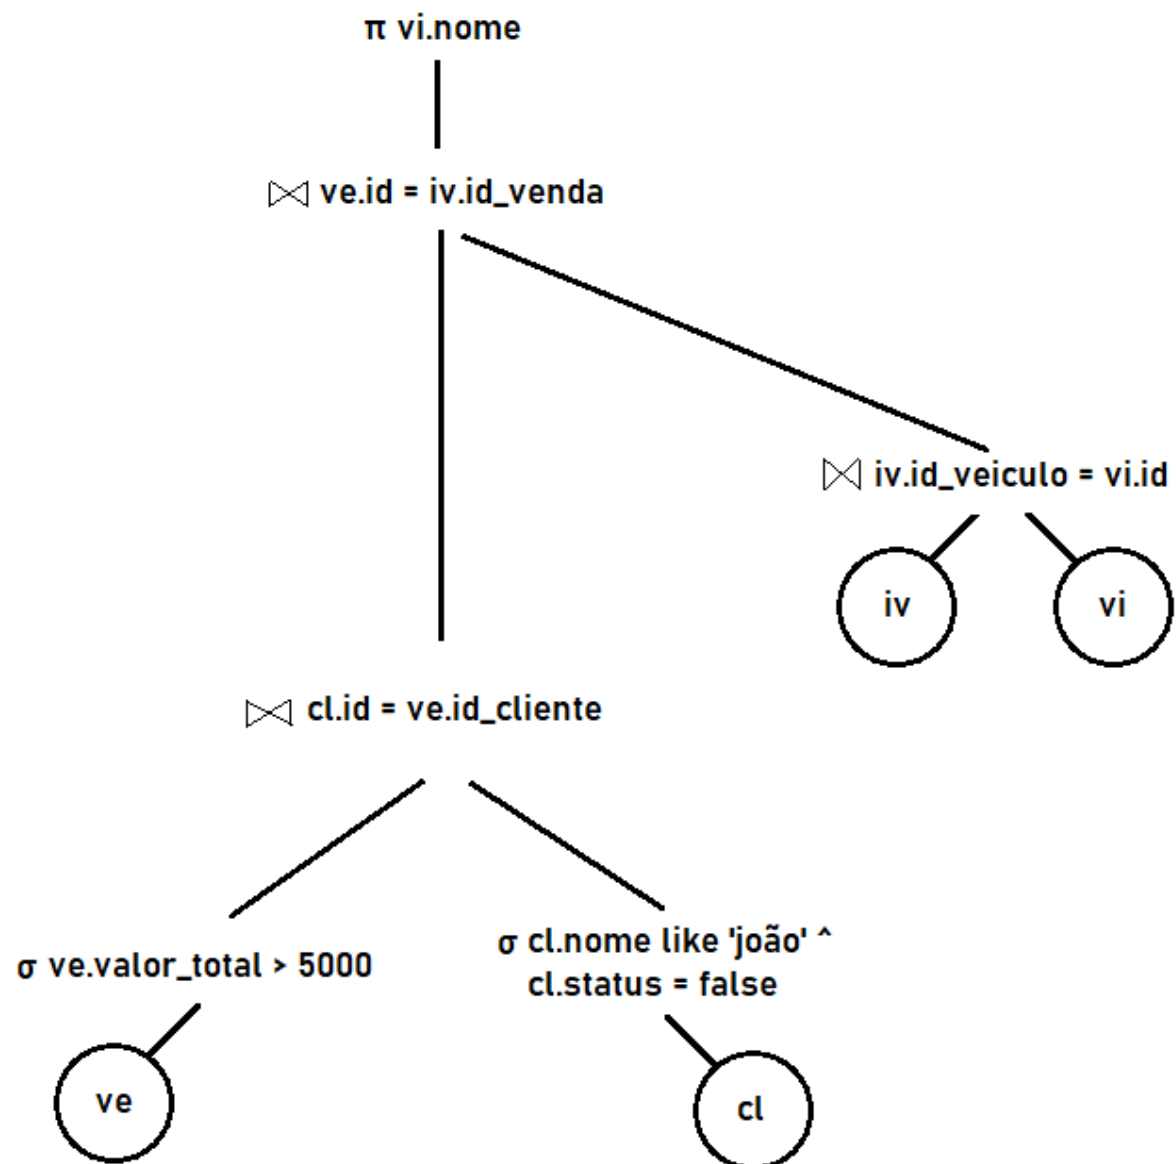 π vi.nome
⋈ ve.id = iv.id_venda
⋈ iv.id_veiculo = vi.id
iv
vi
⋈ cl.id = ve.id_cliente
σ ve.valor_total > 5000
σ cl.nome like 'joão' ^
cl.status = false
ve
cl